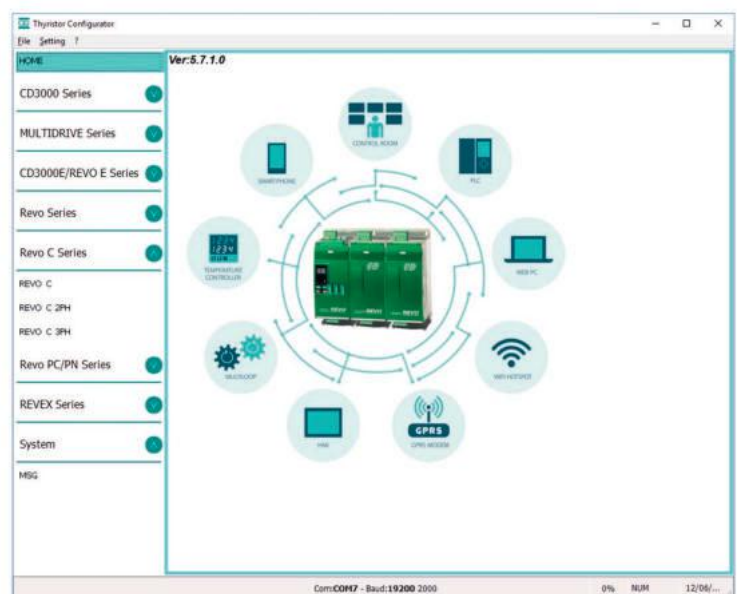 Thyristor Configurator
File Setting ?
HOME
Ver:5.7.1.0
CD3000 Series
MULTIDRIVE Series
CD3000E/REVO E Series
Revo Series
Revo C Series
REVO C
REVO C 2PH
REVO C 3PH
Revo PC/PN Series
REVEX Series
System
MSG
CONTROL ROOM
SMARTPHONE
PLC
TEMPERATURE
CONTROLLER
WEB PC
MULTILOOP
WIFI HOTSPOT
HMI
GPRS
GPRS MODEM
Com:COM7 - Baud:19200 2000
0% NUM 12/06/...